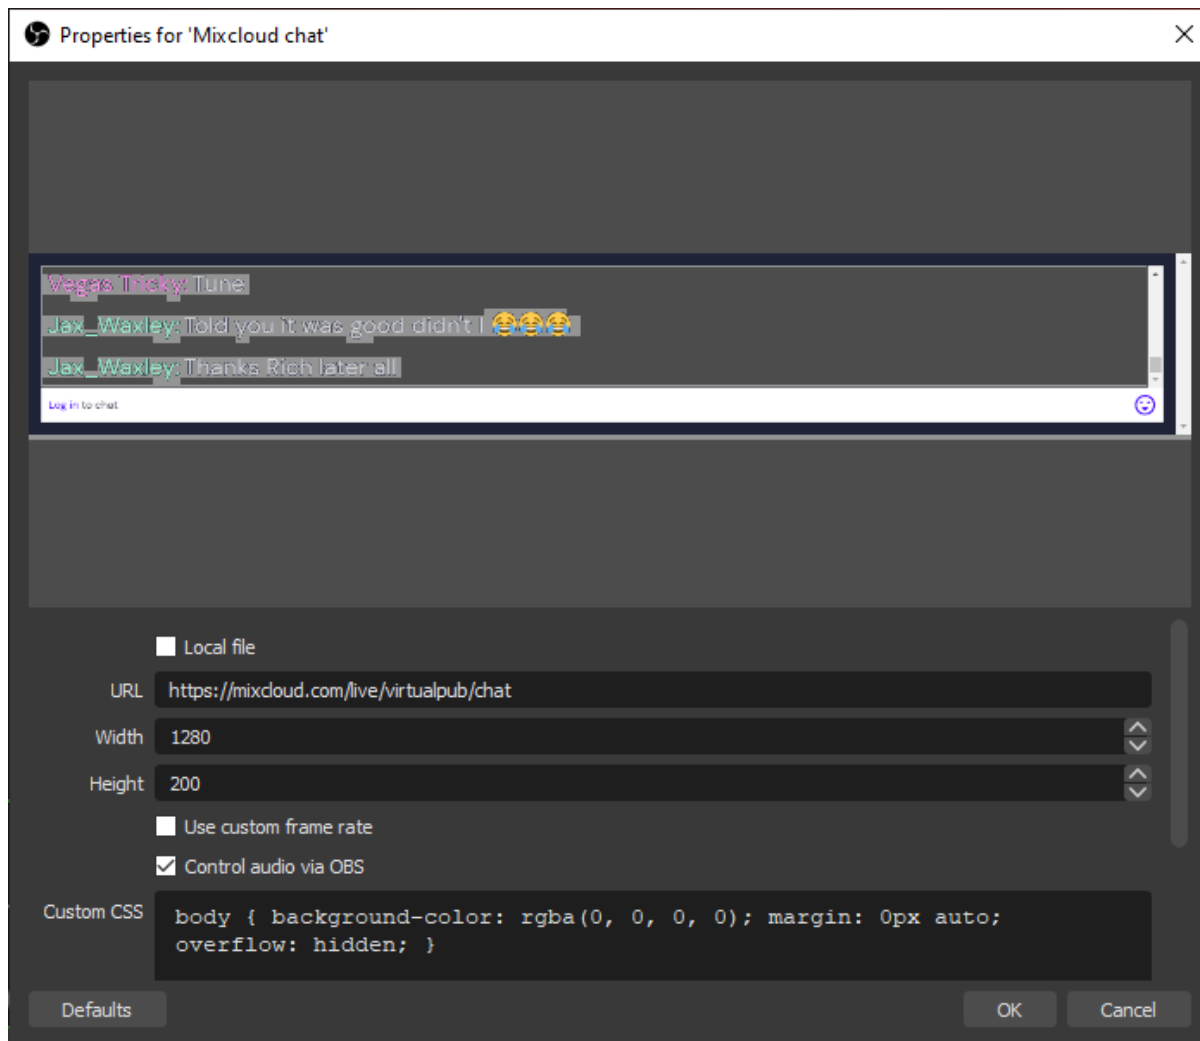 Properties for 'Mixcloud chat'
Vegas Tricky: Tune
Jax_Waxley: Told you it was good didn't I 😂😂😂
Jax_Waxley: Thanks Rich later all
Log in to chat
Local file
URL https://mixcloud.com/live/virtualpub/chat
Width 1280
Height 200
Use custom frame rate
Control audio via OBS
Custom CSS body { background-color: rgba(0, 0, 0, 0); margin: 0px auto;
overflow: hidden; }
Defaults OK Cancel